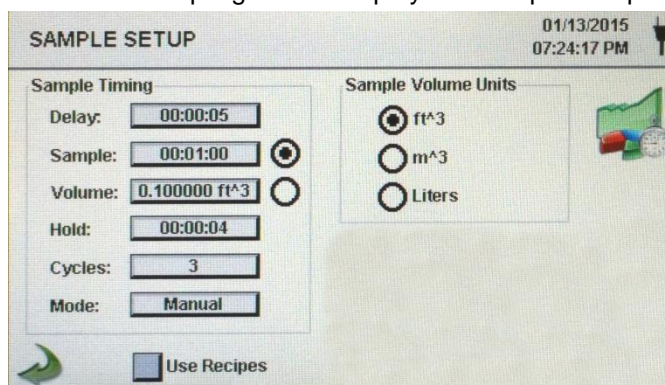 SAMPLE SETUP
01/13/2015
07:24:17 PM
Sample Timing
Delay: 00:00:05
Sample: 00:01:00
Volume: 0.100000 ft^3
Hold: 00:00:04
Cycles: 3
Mode: Manual
Use Recipes
Sample Volume Units
ft^3
m^3
Liters